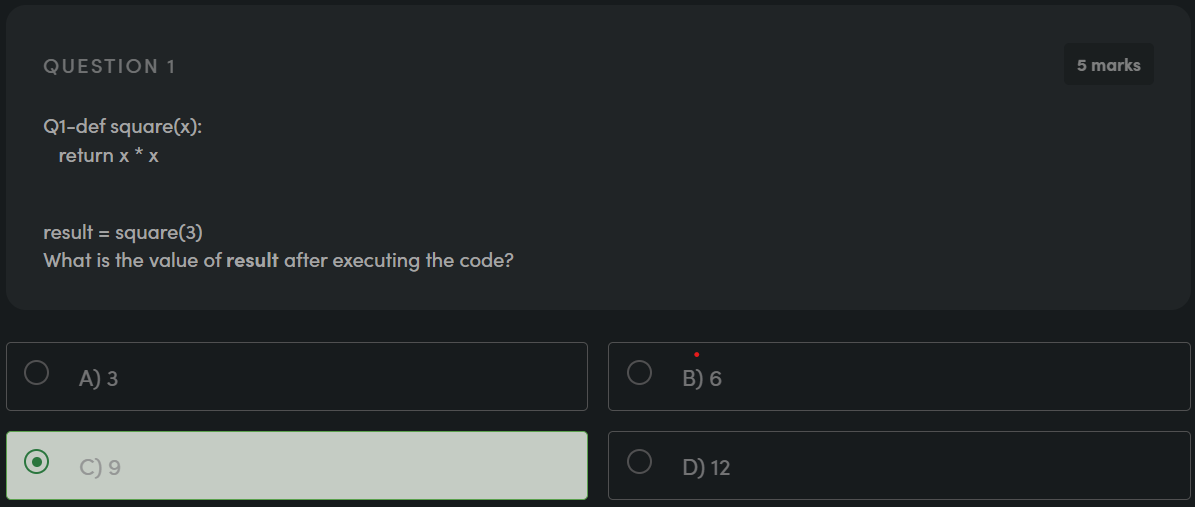 QUESTION 1
5 marks
Q1-def square(x):
return x * x
result = square(3)
What is the value of result after executing the code?
A) 3
B) 6
C) 9
D) 12